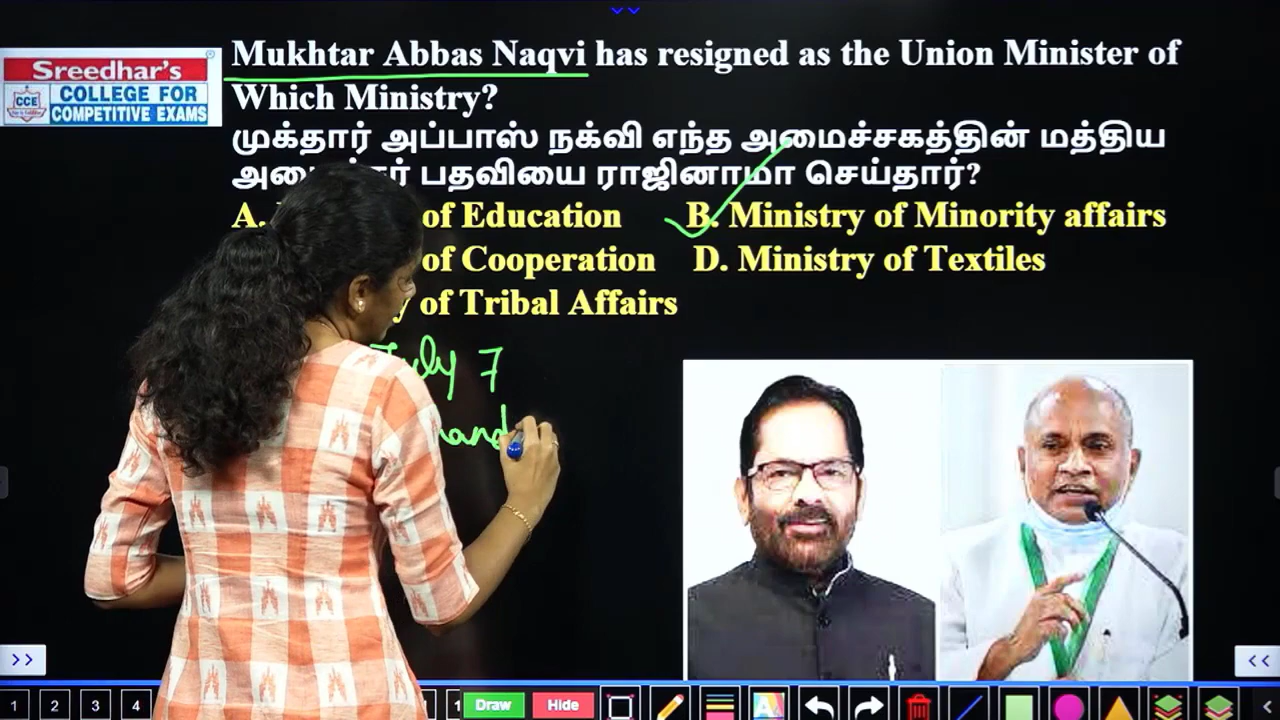 Sreedhar's
CCE
COLLEGE FOR
COMPETITIVE EXAMS
Mukhtar Abbas Naqvi has resigned as the Union Minister of
Which Ministry?
முக்தார் அப்பாஸ் நக்வி எந்த அமைச்சகத்தின் மத்திய
பதவியை ராஜினாமா செய்தார்?
A. of Education B. Ministry of Minority affairs
of Cooperation D. Ministry of Textiles
of Tribal Affairs
July 7
>> <<
1 2 3 4 Draw Hide